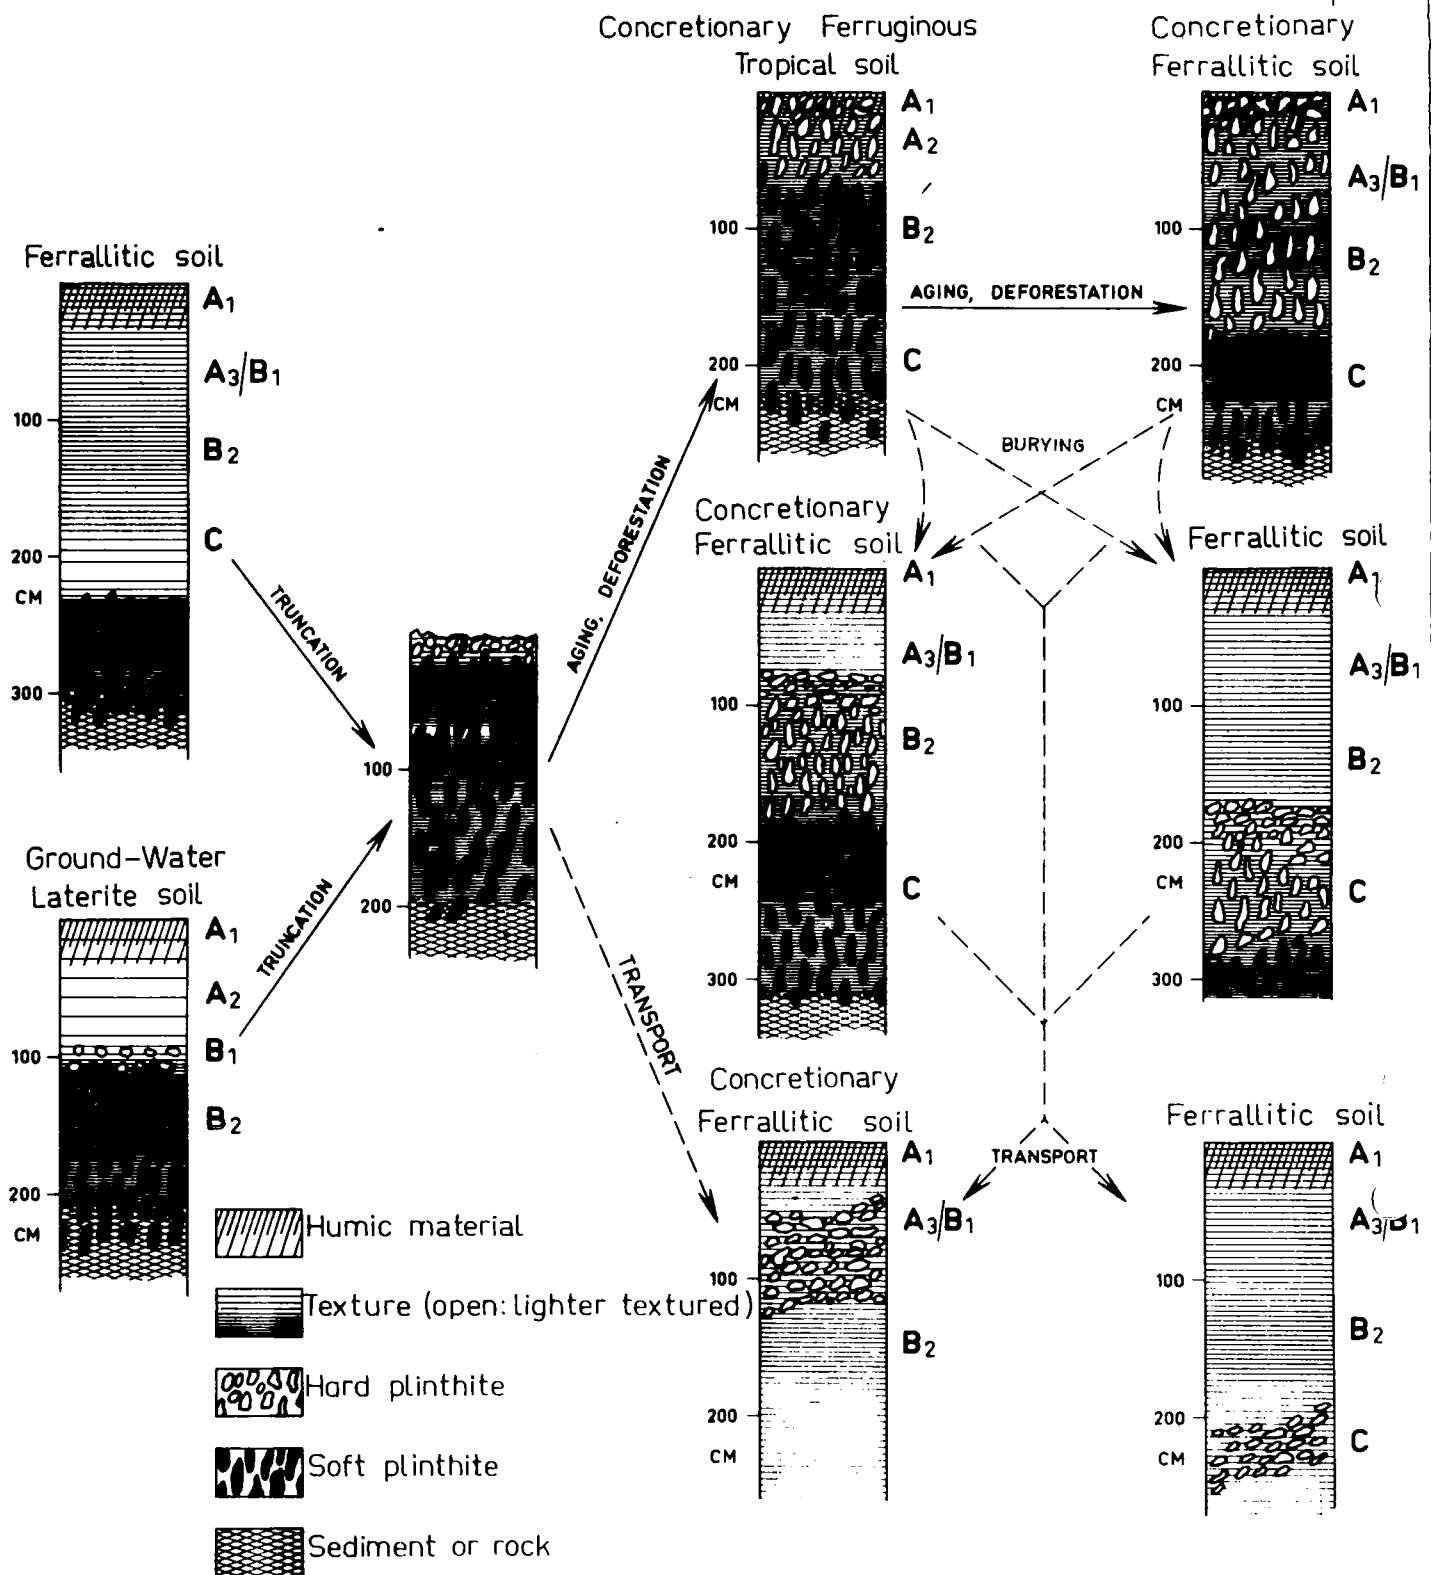 Concretionary Ferruginous
Tropical soil
A1
A2
B2
C
100
200
CM
AGING, DEFORESTATION
Concretionary
Ferrallitic soil
A1
A3/B1
B2
C
100
200
CM
BURYING
Ferrallitic soil
A1
A3/B1
B2
C
100
200
CM
300
TRUNCATION
Ground-Water
Laterite soil
A1
A2
B1
B2
100
200
CM
TRUNCATION
100
200
AGING, DEFORESTATION
TRANSPORT
Concretionary
Ferrallitic soil
A1
A3/B1
B2
C
100
200
CM
300
Ferrallitic soil
A1
A3/B1
B2
C
100
200
CM
300
Concretionary
Ferrallitic soil
A1
A3/B1
B2
100
200
CM
TRANSPORT
Ferrallitic soil
A1
A3/B1
B2
C
100
200
CM
Humic material
Texture (open: lighter textured)
Hard plinthite
Soft plinthite
Sediment or rock